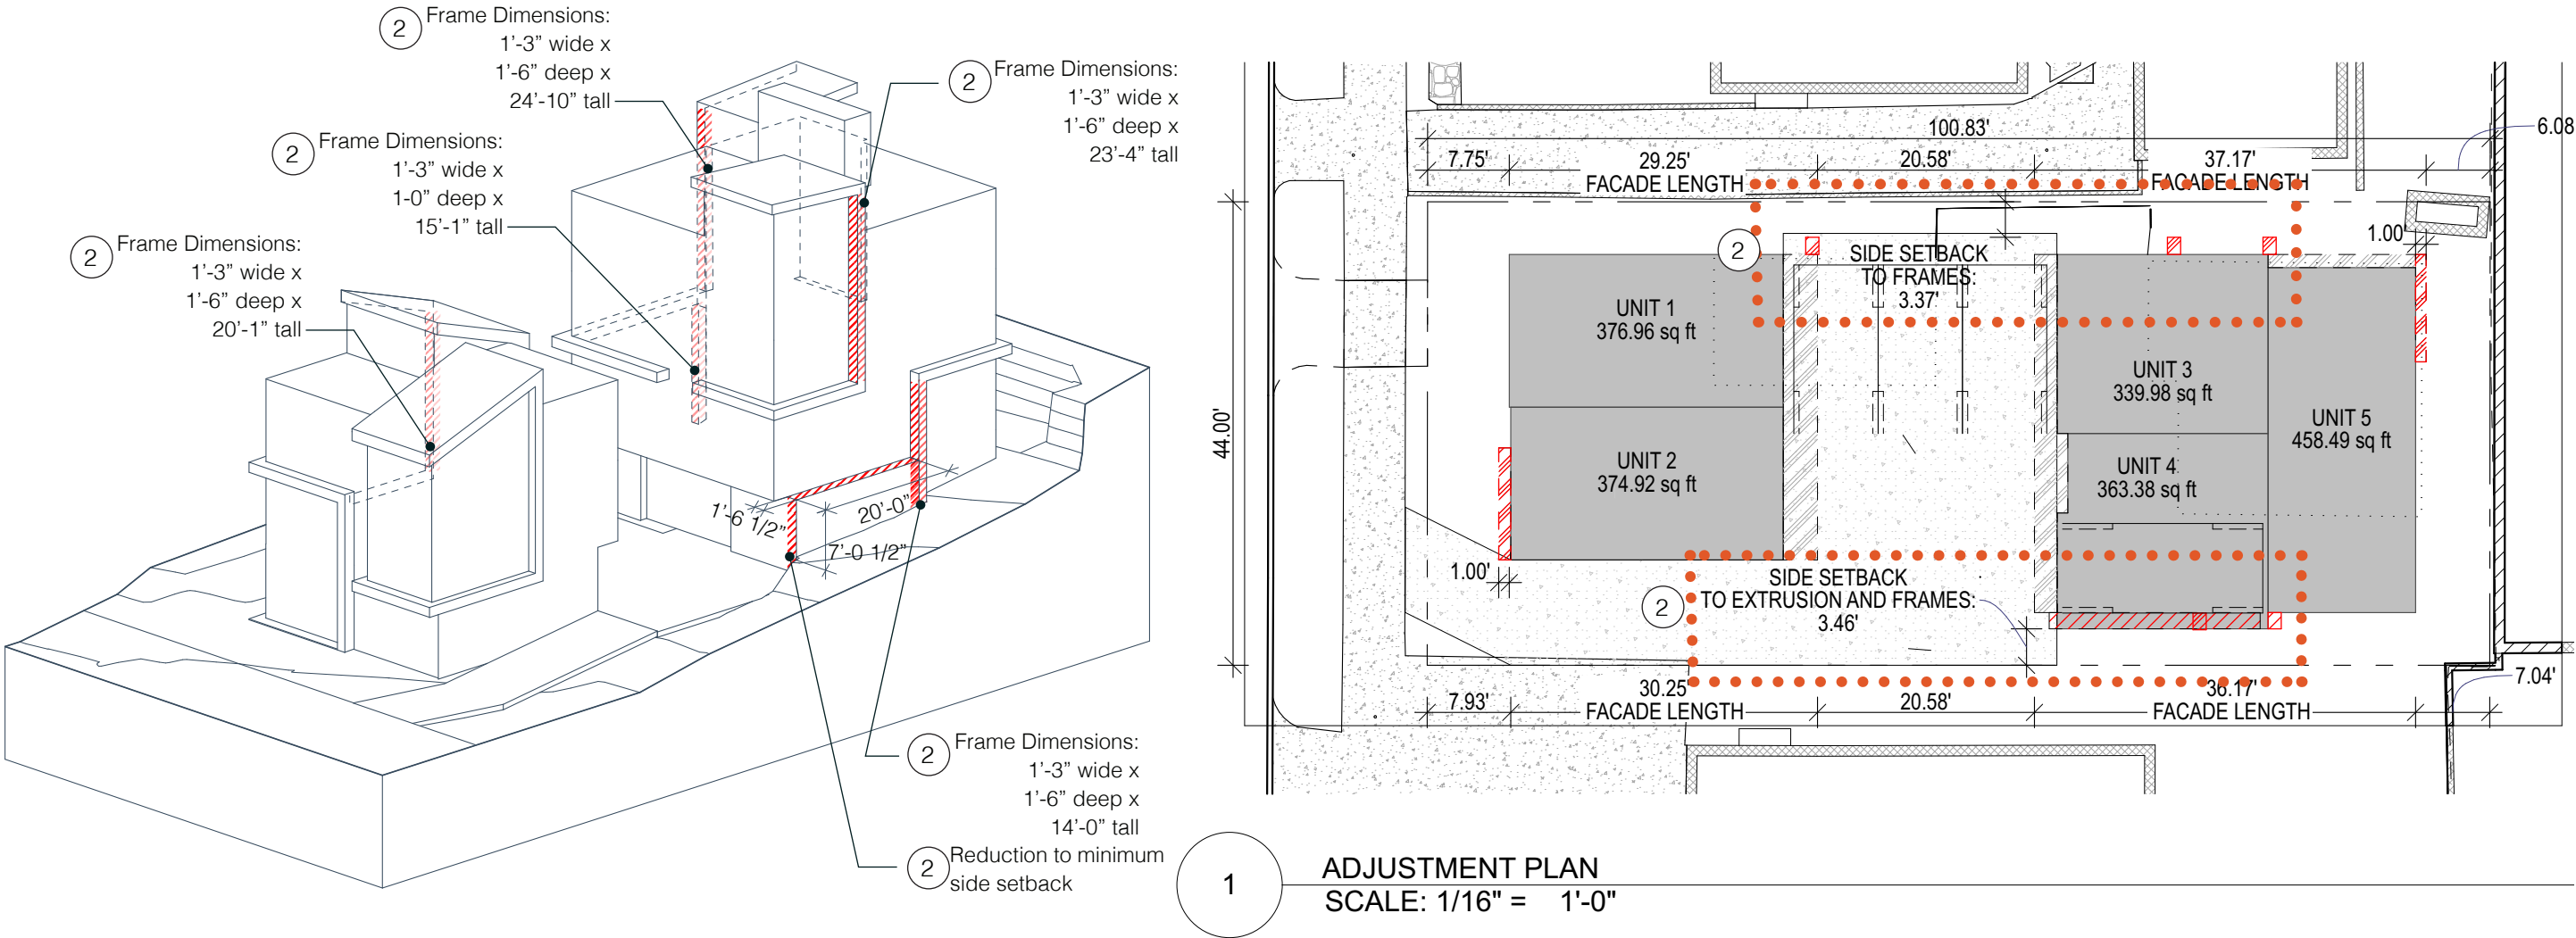 2
Frame Dimensions:
1'-3" wide x
1'-6" deep x
24'-10" tall
2
Frame Dimensions:
1'-3" wide x
1'-6" deep x
23'-4" tall
2
Frame Dimensions:
1'-3" wide x
1-0" deep x
15'-1" tall
2
Frame Dimensions:
1'-3" wide x
1'-6" deep x
20'-1" tall
1'-6 1/2"
20'-0"
7'-0 1/2"
2
Frame Dimensions:
1'-3" wide x
1'-6" deep x
14'-0" tall
2
Reduction to minimum
side setback
100.83'
6.08
7.75'
29.25'
FACADE LENGTH
20.58'
37.17'
FACADE LENGTH
1.00'
44.00'
2
SIDE SETBACK
TO FRAMES:
3.37'
UNIT 1
376.96 sq ft
UNIT 2
374.92 sq ft
UNIT 3
339.98 sq ft
UNIT 4
363.38 sq ft
UNIT 5
458.49 sq ft
1.00'
2
SIDE SETBACK
TO EXTRUSION AND FRAMES:
3.46'
7.93'
30.25'
FACADE LENGTH
20.58'
36.17'
FACADE LENGTH
7.04'
1
ADJUSTMENT PLAN
SCALE: 1/16" = 1'-0"